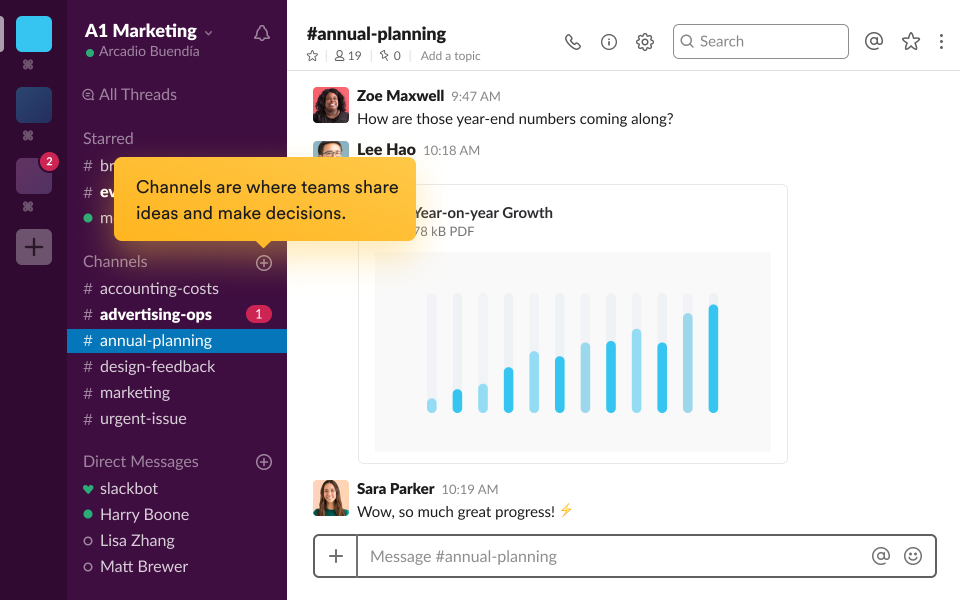 A1 Marketing
Arcadio Buendía
All Threads
Starred
# br
# ev
m
Channels are where teams share
ideas and make decisions.
Channels
# accounting-costs
# advertising-ops 1
# annual-planning
# design-feedback
# marketing
# urgent-issue
Direct Messages
slackbot
Harry Boone
Lisa Zhang
Matt Brewer
2
#annual-planning
19
0
Add a topic
Search
Zoe Maxwell 9:47 AM
How are those year-end numbers coming along?
Lee Hao 10:18 AM
Year-on-year Growth
78 kB PDF
Sara Parker 10:19 AM
Wow, so much great progress! ⚡
Message #annual-planning